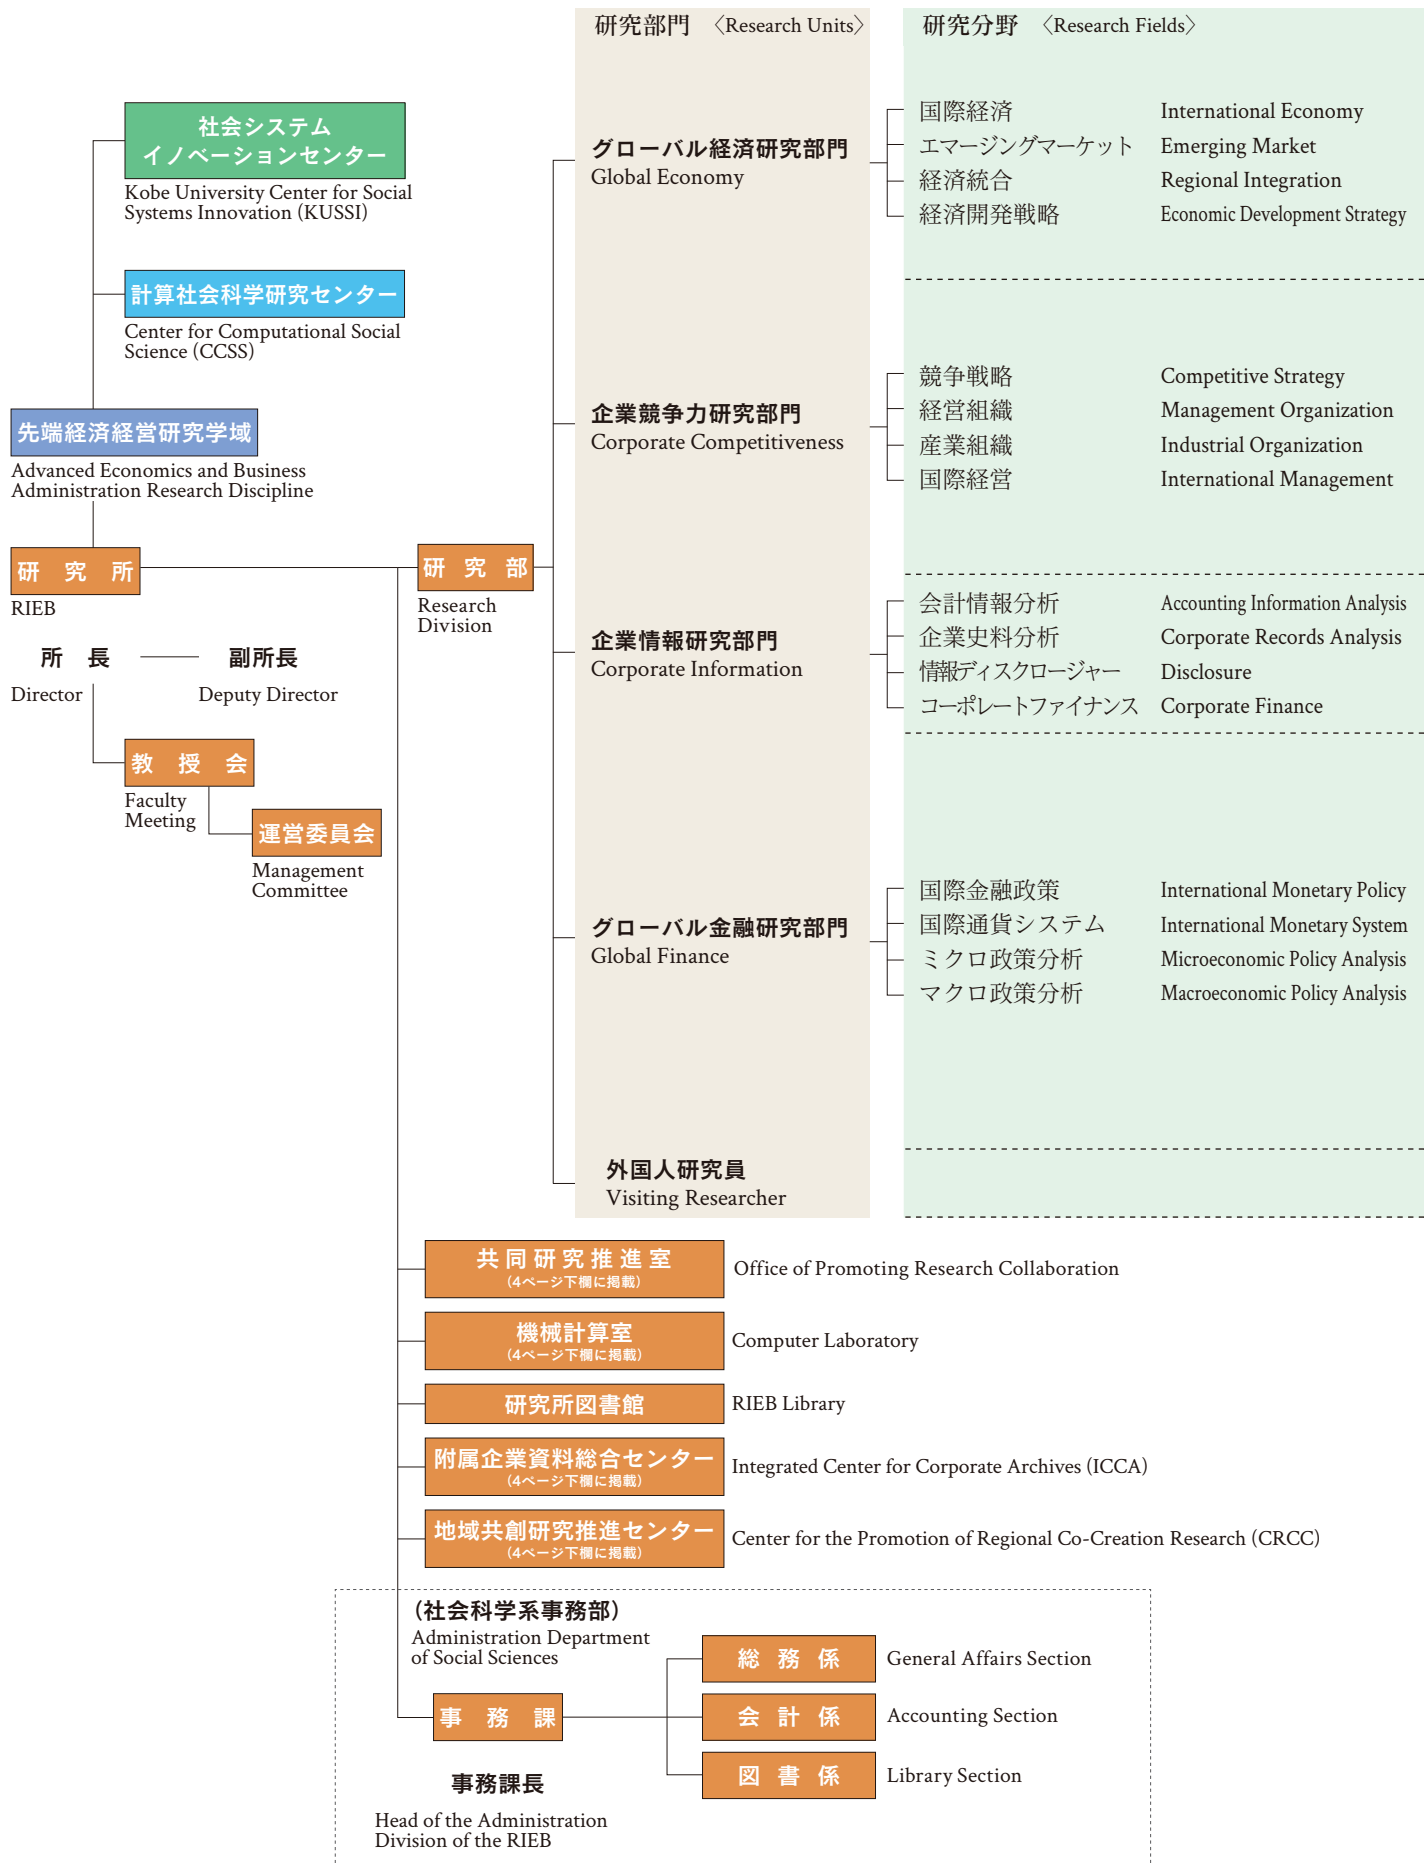 研究部門 〈Research Units〉
研究分野 〈Research Fields〉
社会システム
イノベーションセンター
Kobe University Center for Social
Systems Innovation (KUSSI)
計算社会科学研究センター
Center for Computational Social
Science (CCSS)
先端経済経営研究学域
Advanced Economics and Business
Administration Research Discipline
研究所
RIEB
所長
副所長
Director
Deputy Director
教授会
Faculty
Meeting
運営委員会
Management
Committee
研究部
Research
Division
グローバル経済研究部門
Global Economy
国際経済 International Economy
エマージングマーケット Emerging Market
経済統合 Regional Integration
経済開発戦略 Economic Development Strategy
企業競争力研究部門
Corporate Competitiveness
競争戦略 Competitive Strategy
経営組織 Management Organization
産業組織 Industrial Organization
国際経営 International Management
企業情報研究部門
Corporate Information
会計情報分析 Accounting Information Analysis
企業史料分析 Corporate Records Analysis
情報ディスクロージャー Disclosure
コーポレートファイナンス Corporate Finance
グローバル金融研究部門
Global Finance
国際金融政策 International Monetary Policy
国際通貨システム International Monetary System
ミクロ政策分析 Microeconomic Policy Analysis
マクロ政策分析 Macroeconomic Policy Analysis
外国人研究員
Visiting Researcher
共同研究推進室
(4ページ下欄に掲載)
Office of Promoting Research Collaboration
機械計算室
(4ページ下欄に掲載)
Computer Laboratory
研究所図書館
RIEB Library
附属企業資料総合センター
(4ページ下欄に掲載)
Integrated Center for Corporate Archives (ICCA)
地域共創研究推進センター
(4ページ下欄に掲載)
Center for the Promotion of Regional Co-Creation Research (CRCC)
(社会科学系事務部)
Administration Department
of Social Sciences
事務課
事務課長
Head of the Administration
Division of the RIEB
総務係
General Affairs Section
会計係
Accounting Section
図書係
Library Section